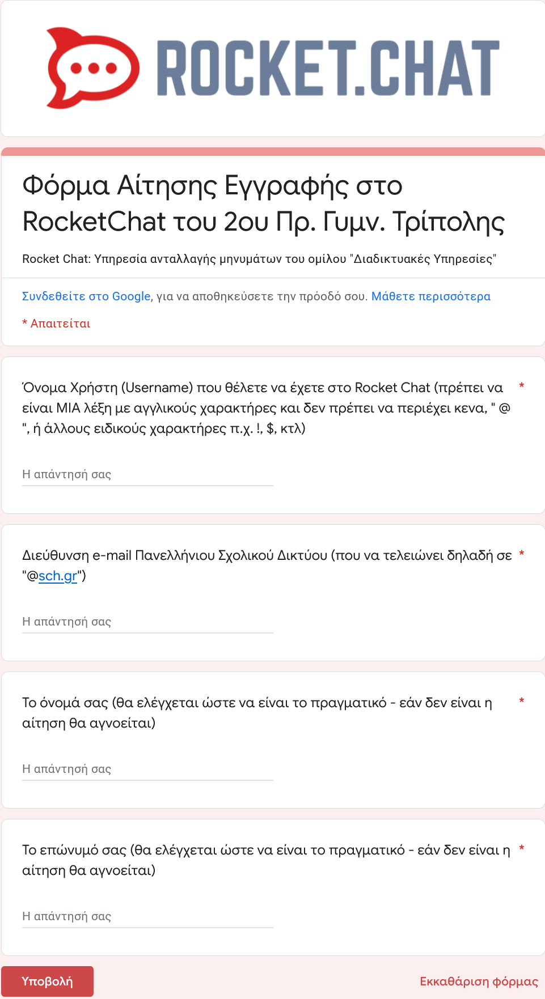 ROCKET.CHAT
Φόρμα Αίτησης Εγγραφής στο
RocketChat του 2ου Πρ. Γυμν. Τρίπολης
Rocket Chat: Υπηρεσία ανταλλαγής μηνυμάτων του ομίλου "Διαδικτυακές Υπηρεσίες"
Συνδεθείτε στο Google, για να αποθηκεύσετε την πρόοδό σου. Μάθετε περισσότερα
* Απαιτείται
Όνομα Χρήστη (Username) που θέλετε να έχετε στο Rocket Chat (πρέπει να *
είναι ΜΙΑ λέξη με αγγλικούς χαρακτήρες και δεν πρέπει να περιέχει κενα, " @
", ή άλλους ειδικούς χαρακτήρες π.χ. !, $, κτλ)
Η απάντησή σας
Διεύθυνση e-mail Πανελλήνιου Σχολικού Δικτύου (που να τελειώνει δηλαδή σε *
"@sch.gr")
Η απάντησή σας
Το όνομά σας (θα ελέγχεται ώστε να είναι το πραγματικό - εάν δεν είναι η *
αίτηση θα αγνοείται)
Η απάντησή σας
Το επώνυμό σας (θα ελέγχεται ώστε να είναι το πραγματικό - εάν δεν είναι η *
αίτηση θα αγνοείται)
Η απάντησή σας
Υποβολή
Εκκαθάριση φόρμας